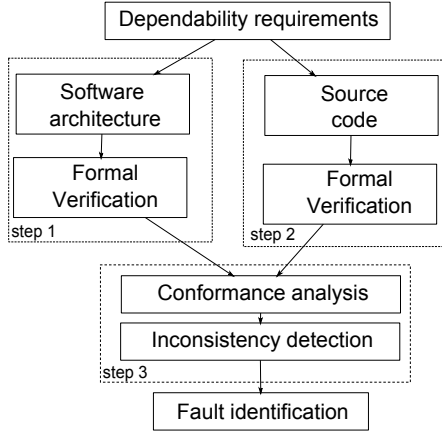 Dependability requirements
Software
architecture
Formal
Verification
step 1
Source
code
Formal
Verification
step 2
Conformance analysis
Inconsistency detection
step 3
Fault identification